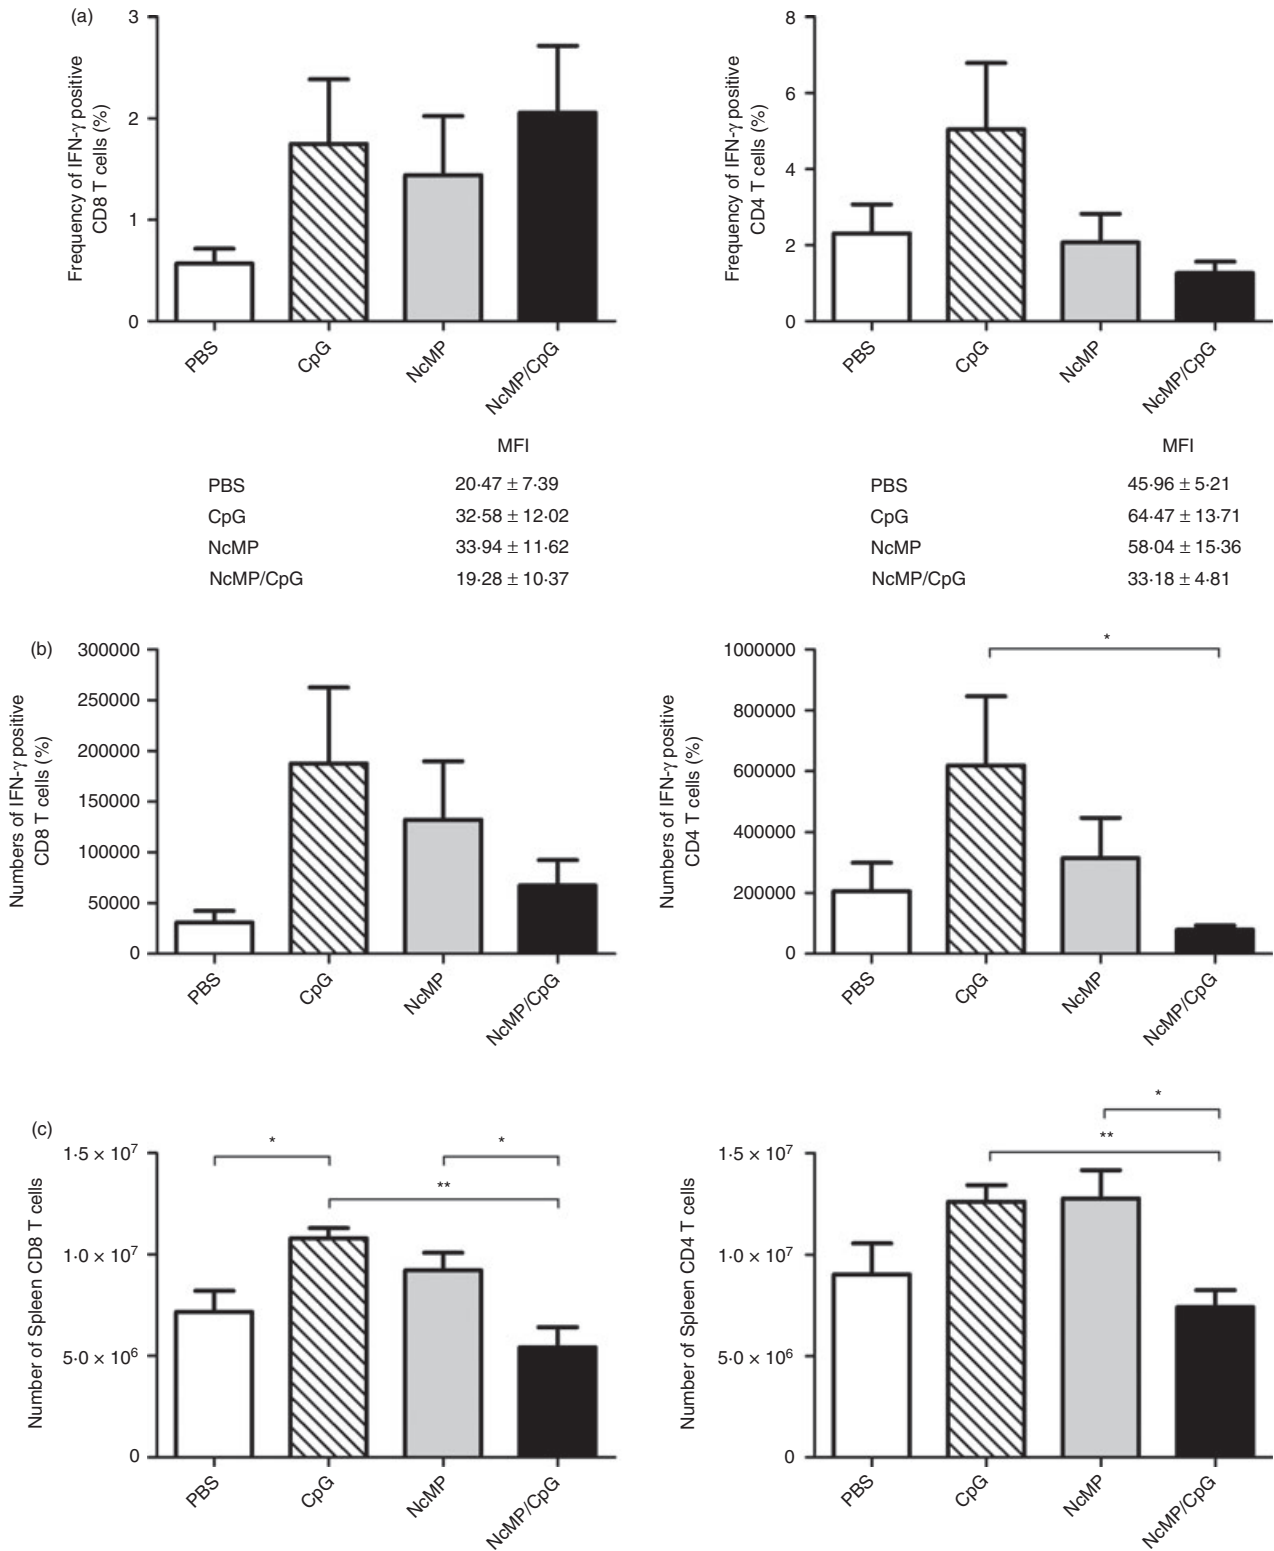 (a)
Frequency of IFN-γ positive
CD8 T cells (%)
3
2
1
0
PBS
CpG
NcMP
NcMP/CpG
Frequency of IFN-γ positive
CD4 T cells (%)
8
6
4
2
0
PBS
CpG
NcMP
NcMP/CpG
MFI
PBS 20·47 ± 7·39
CpG 32·58 ± 12·02
NcMP 33·94 ± 11·62
NcMP/CpG 19·28 ± 10·37
MFI
PBS 45·96 ± 5·21
CpG 64·47 ± 13·71
NcMP 58·04 ± 15·36
NcMP/CpG 33·18 ± 4·81
(b)
Numbers of IFN-γ positive
CD8 T cells (%)
300000
250000
200000
150000
100000
50000
0
PBS
CpG
NcMP
NcMP/CpG
Numbers of IFN-γ positive
CD4 T cells (%)
1000000
800000
600000
400000
200000
0
*
PBS
CpG
NcMP
NcMP/CpG
(c)
Number of Spleen CD8 T cells
1·5 × 10⁷
1·0 × 10⁷
5·0 × 10⁶
0
*
*
**
PBS
CpG
NcMP
NcMP/CpG
Number of Spleen CD4 T cells
1·5 × 10⁷
1·0 × 10⁷
5·0 × 10⁶
0
*
**
PBS
CpG
NcMP
NcMP/CpG